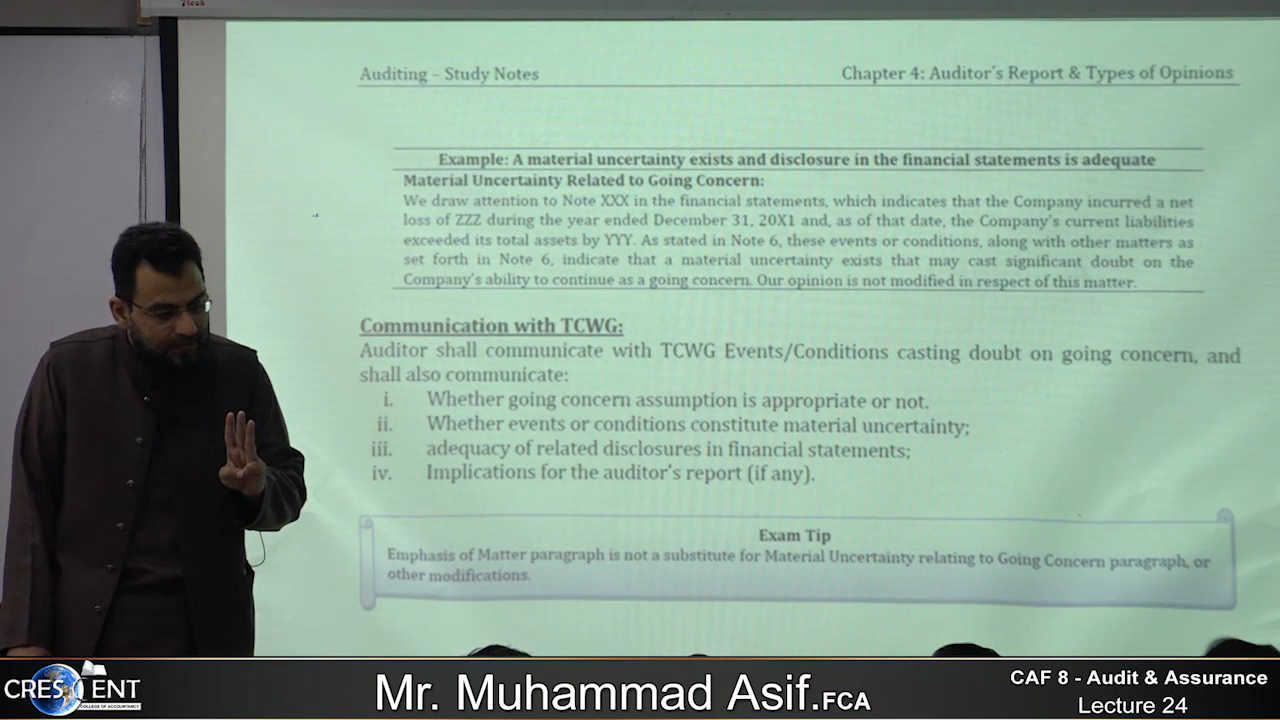 Auditing – Study Notes
Chapter 4: Auditor's Report & Types of Opinions
Example: A material uncertainty exists and disclosure in the financial statements is adequate
Material Uncertainty Related to Going Concern:
We draw attention to Note XXX in the financial statements, which indicates that the Company incurred a net
loss of ZZZ during the year ended December 31, 20X1 and, as of that date, the Company's current liabilities
exceeded its total assets by YYY. As stated in Note 6, these events or conditions, along with other matters as
set forth in Note 6, indicate that a material uncertainty exists that may cast significant doubt on the
Company's ability to continue as a going concern. Our opinion is not modified in respect of this matter.
Communication with TCWG:
Auditor shall communicate with TCWG Events/Conditions casting doubt on going concern, and
shall also communicate:
i. Whether going concern assumption is appropriate or not.
ii. Whether events or conditions constitute material uncertainty;
iii. adequacy of related disclosures in financial statements;
iv. Implications for the auditor's report (if any).
Exam Tip
Emphasis of Matter paragraph is not a substitute for Material Uncertainty relating to Going Concern paragraph, or
other modifications.
CRESCENT
COLLEGE OF ACCOUNTANCY
Mr. Muhammad Asif.FCA
CAF 8 - Audit & Assurance
Lecture 24